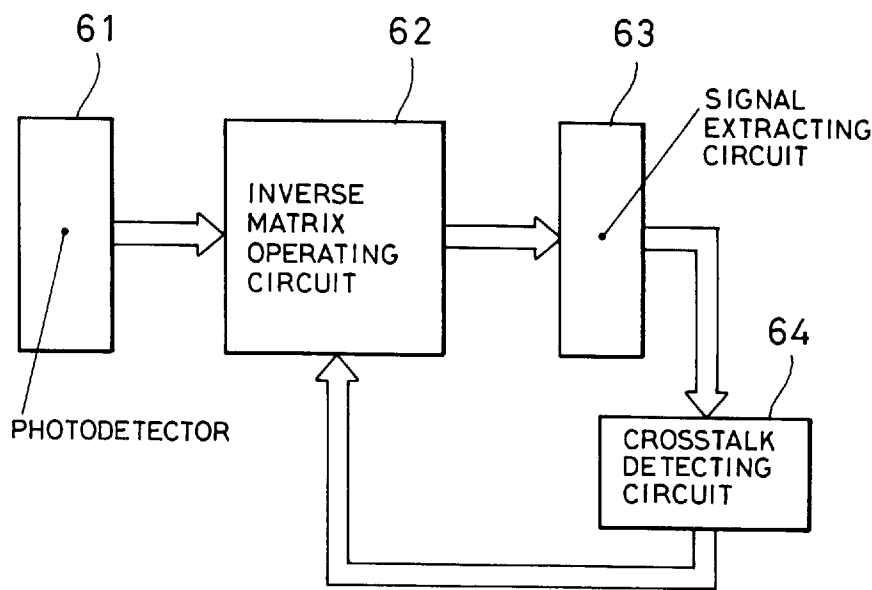 61
62
63
SIGNAL
EXTRACTING
CIRCUIT
INVERSE
MATRIX
OPERATING
CIRCUIT
PHOTODETECTOR
64
CROSSTALK
DETECTING
CIRCUIT